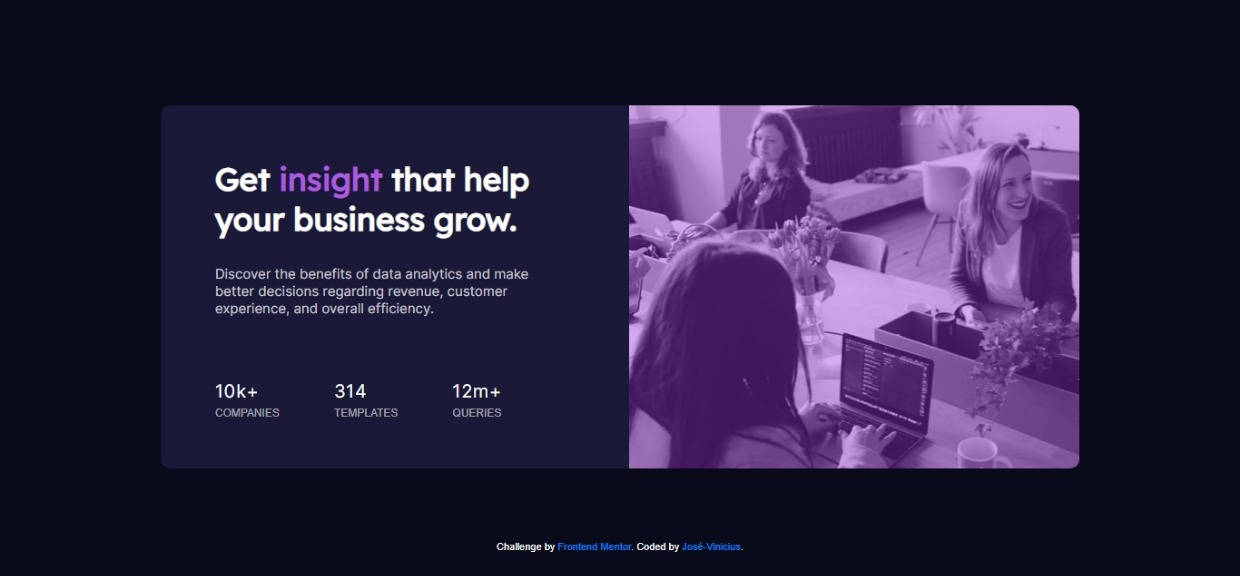 Get insight that help
your business grow.
Discover the benefits of data analytics and make
better decisions regarding revenue, customer
experience, and overall efficiency.
10k+ 314 12m+
COMPANIES TEMPLATES QUERIES
Challenge by Frontend Mentor. Coded by José-Vinicius.